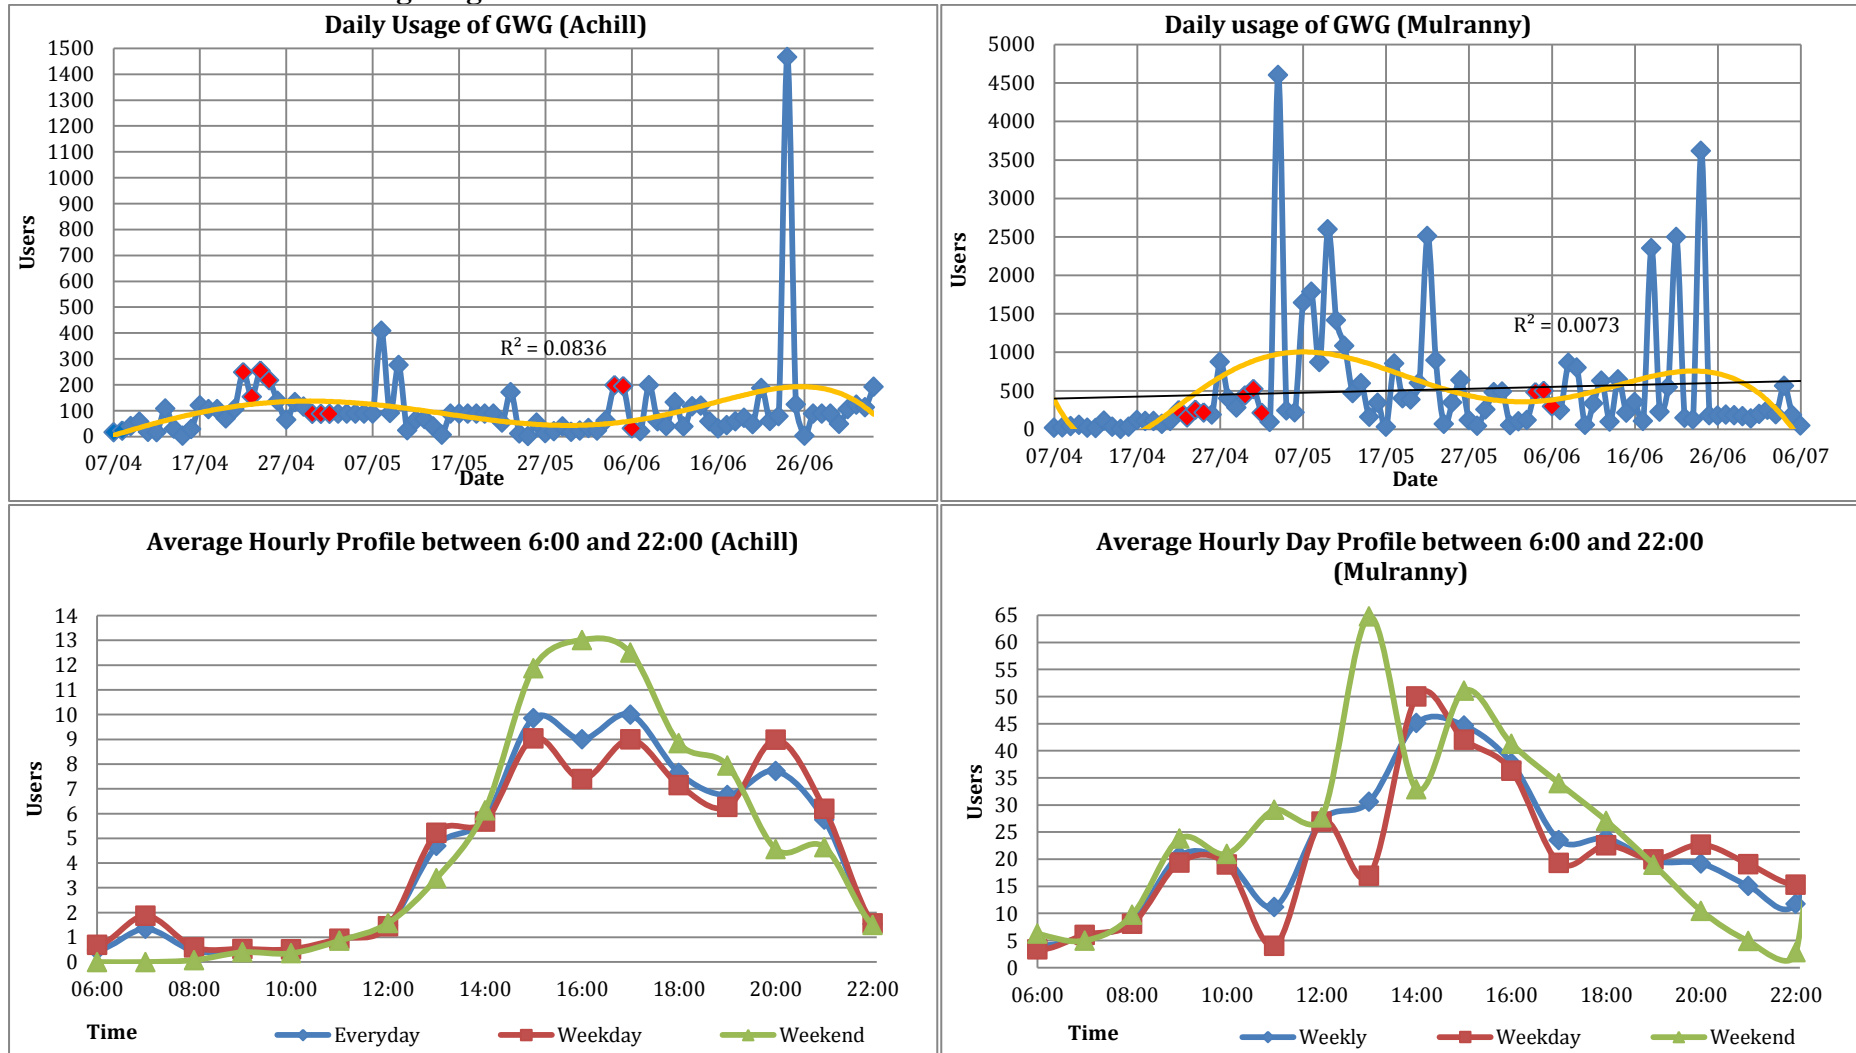 Daily Usage of GWG (Achill)
1500
1400
1300
1200
1100
1000
900
800
700
600
500
400
300
200
100
0
Users
R² = 0.0836
07/04 17/04 27/04 07/05 17/05 27/05 06/06 16/06 26/06
Date
Daily usage of GWG (Mulranny)
5000
4500
4000
3500
3000
2500
2000
1500
1000
500
0
Users
R² = 0.0073
07/04 17/04 27/04 07/05 17/05 27/05 06/06 16/06 26/06 06/07
Date
Average Hourly Profile between 6:00 and 22:00 (Achill)
14
13
12
11
10
9
8
7
6
5
4
3
2
1
0
Users
06:00 08:00 10:00 12:00 14:00 16:00 18:00 20:00 22:00
Time
Everyday Weekday Weekend
Average Hourly Day Profile between 6:00 and 22:00
(Mulranny)
65
60
55
50
45
40
35
30
25
20
15
10
5
0
Users
06:00 08:00 10:00 12:00 14:00 16:00 18:00 20:00 22:00
Time
Weekly Weekday Weekend